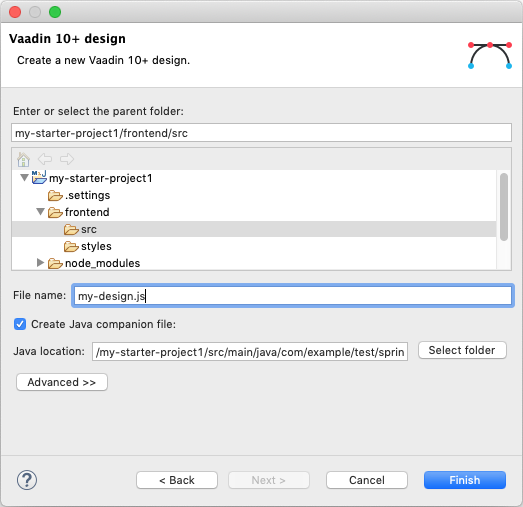 Vaadin 10+ design
Create a new Vaadin 10+ design.
Enter or select the parent folder:
my-starter-project1/frontend/src
my-starter-project1
.settings
frontend
src
styles
node_modules
File name: my-design.js
Create Java companion file:
Java location: /my-starter-project1/src/main/java/com/example/test/sprin Select folder
Advanced >>
? < Back Next > Cancel Finish